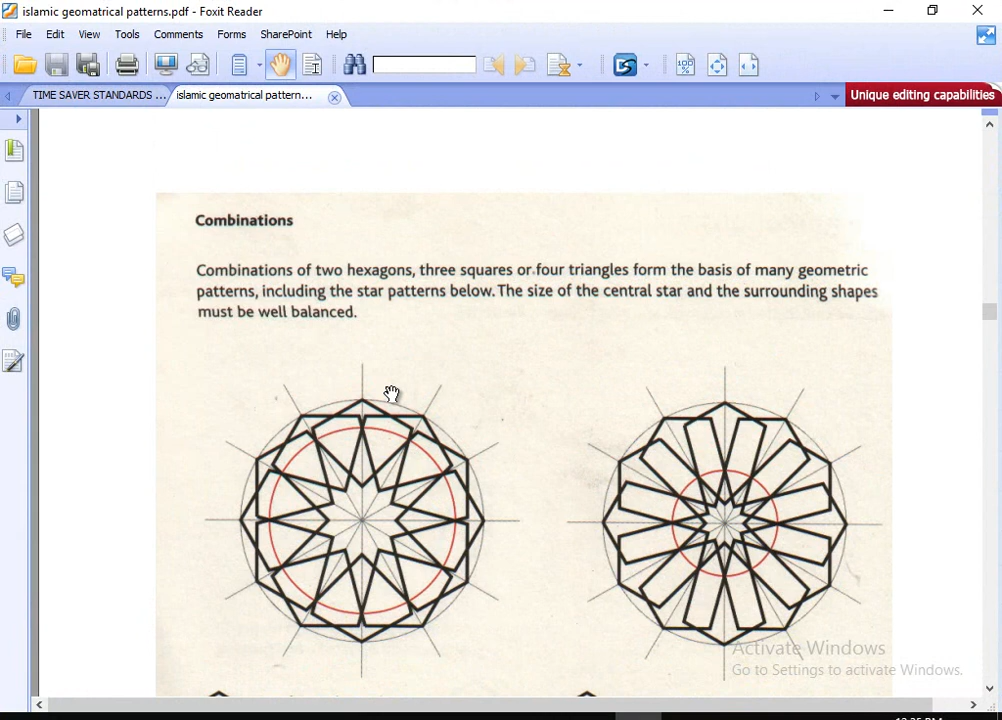 islamic geomatrical patterns.pdf - Foxit Reader
File Edit View Tools Comments Forms SharePoint Help
TIME SAVER STANDARDS ... islamic geomatrical pattern... Unique editing capabilities
Combinations
Combinations of two hexagons, three squares or four triangles form the basis of many geometric
patterns, including the star patterns below. The size of the central star and the surrounding shapes
must be well balanced.
Activate Windows
Go to Settings to activate Windows.